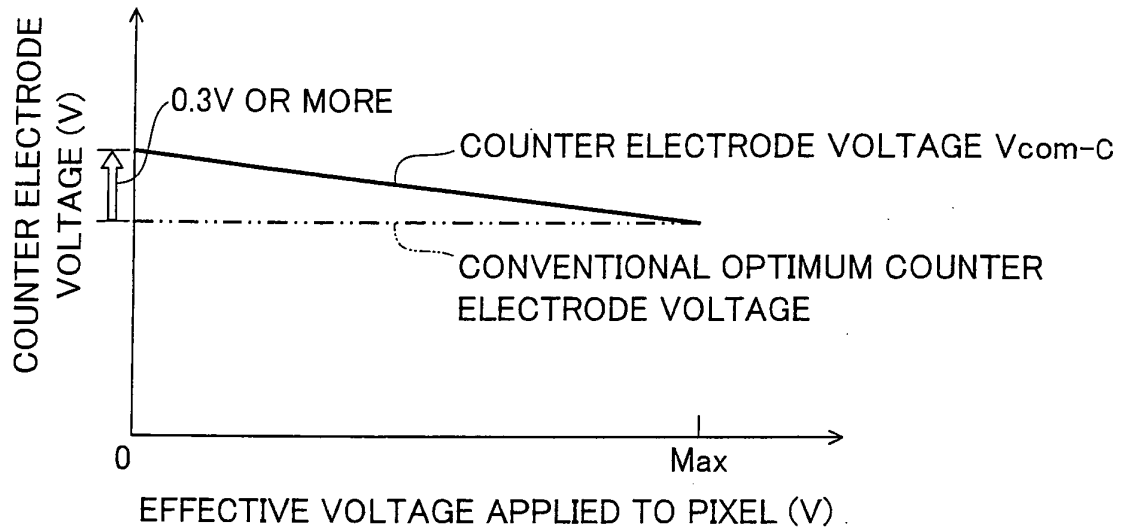 COUNTER ELECTRODE
VOLTAGE (V)
0.3V OR MORE
COUNTER ELECTRODE VOLTAGE Vcom-C
CONVENTIONAL OPTIMUM COUNTER
ELECTRODE VOLTAGE
0
Max
EFFECTIVE VOLTAGE APPLIED TO PIXEL (V)